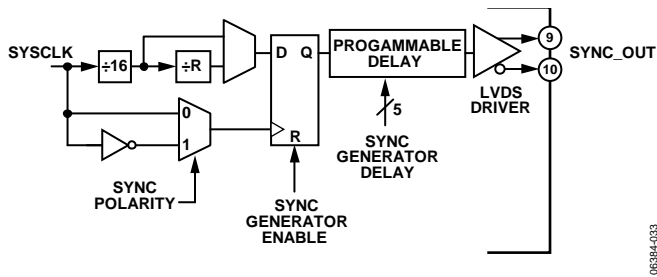 SYSCLK
÷16
÷R
0
1
SYNC
POLARITY
D Q
R
SYNC
GENERATOR
ENABLE
PROGAMMABLE
DELAY
5
SYNC
GENERATOR
DELAY
LVDS
DRIVER
9
10
SYNC_OUT
06384-033